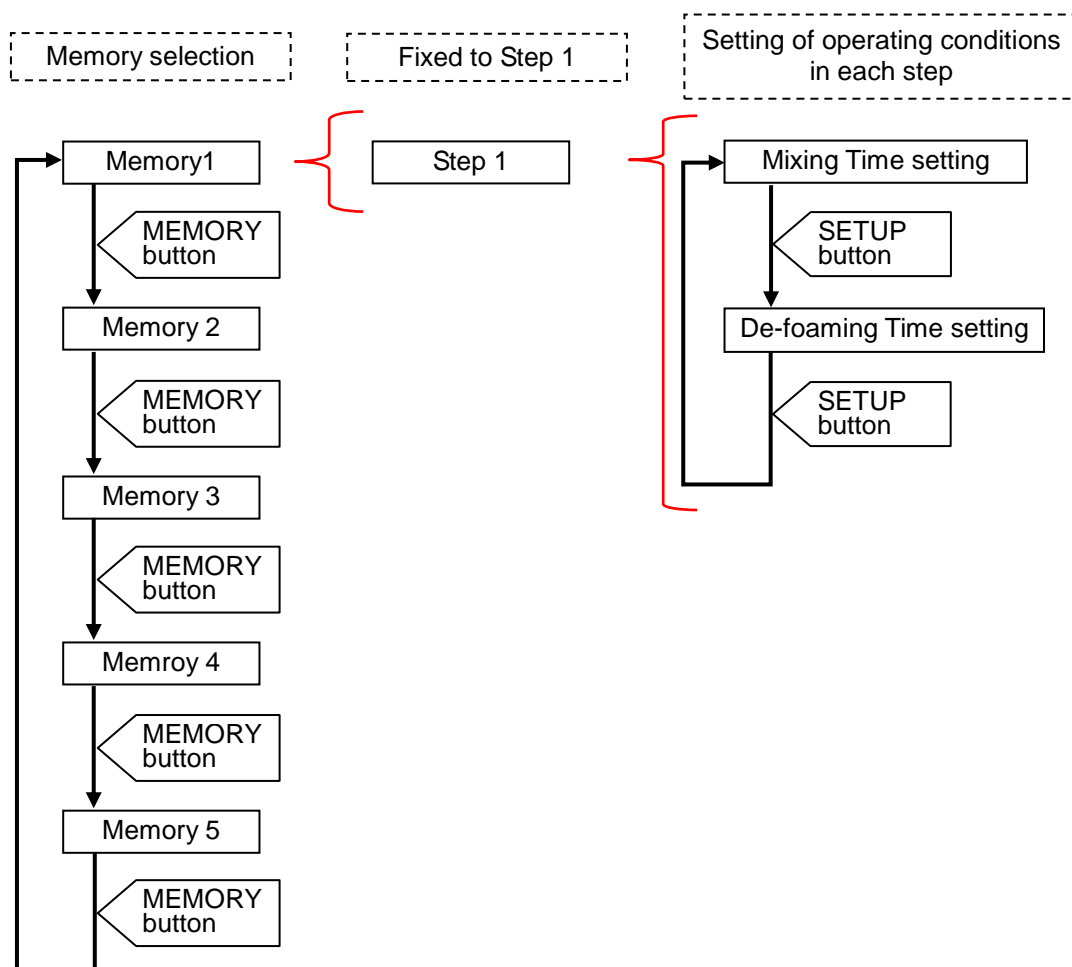 Memory selection
Fixed to Step 1
Setting of operating conditions
in each step
Memory1
Step 1
Mixing Time setting
MEMORY
button
SETUP
button
Memory 2
De-foaming Time setting
MEMORY
button
SETUP
button
Memory 3
MEMORY
button
Memroy 4
MEMORY
button
Memory 5
MEMORY
button